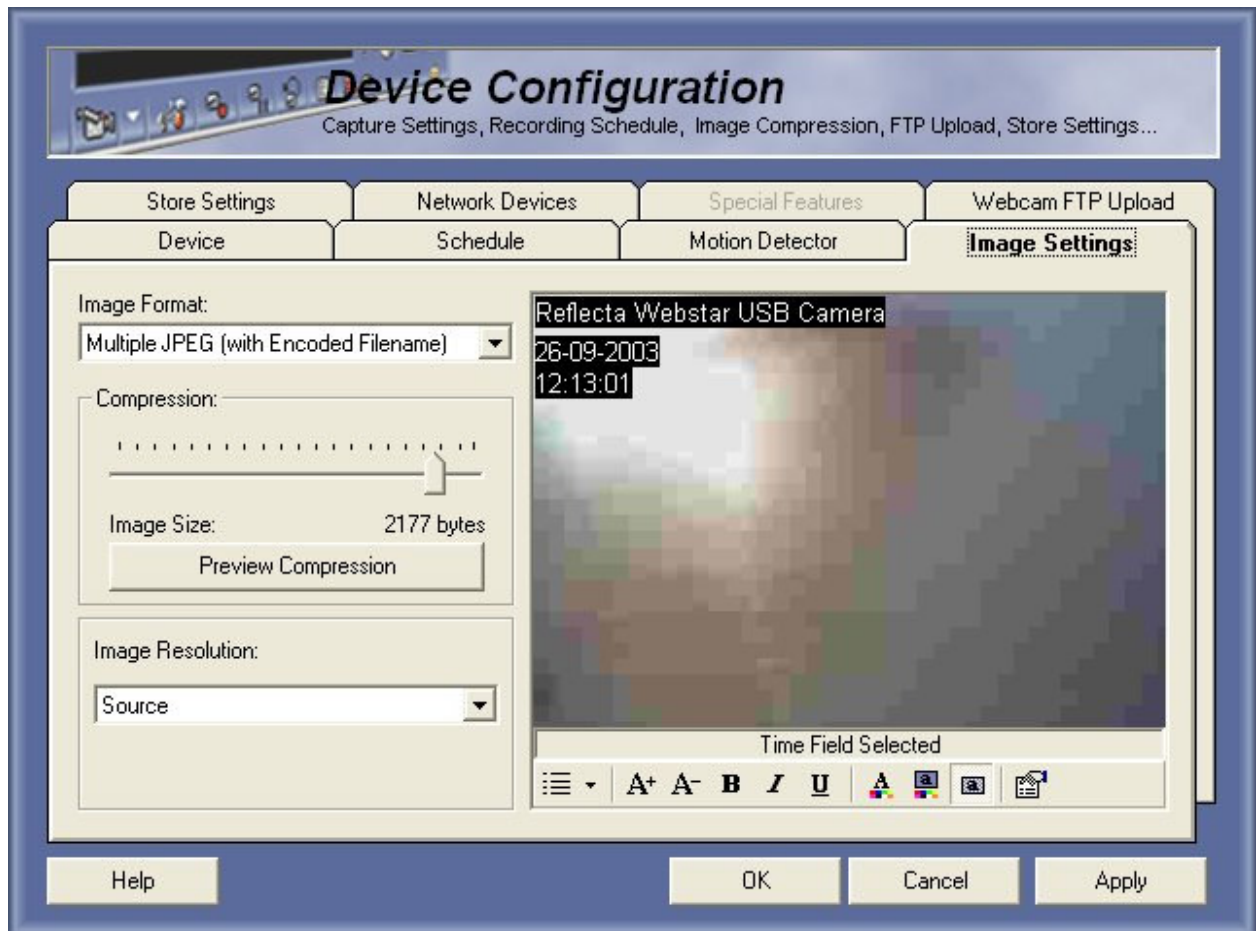 Device Configuration
Capture Settings, Recording Schedule, Image Compression, FTP Upload, Store Settings...
Store Settings
Network Devices
Special Features
Webcam FTP Upload
Device
Schedule
Motion Detector
Image Settings
Image Format:
Multiple JPEG (with Encoded Filename)
Compression:
Image Size: 2177 bytes
Preview Compression
Image Resolution:
Source
Reflecta Webstar USB Camera
26-09-2003
12:13:01
Time Field Selected
A+ A- B I U A a a
Help
OK
Cancel
Apply